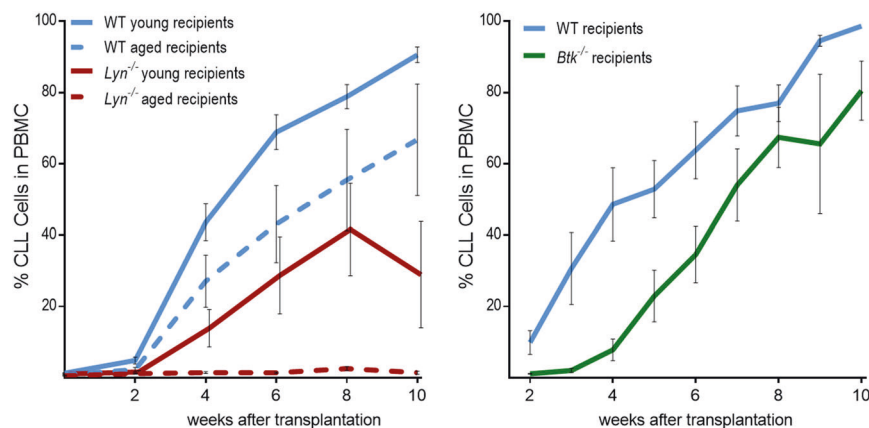 100
80
60
40
20
% CLL Cells in PBMC
WT young recipients
WT aged recipients
Lyn-/- young recipients
Lyn-/- aged recipients
2 4 6 8 10
weeks after transplantation
100
80
60
40
20
% CLL Cells in PBMC
WT recipients
Btk-/- recipients
2 4 6 8 10
weeks after transplantation